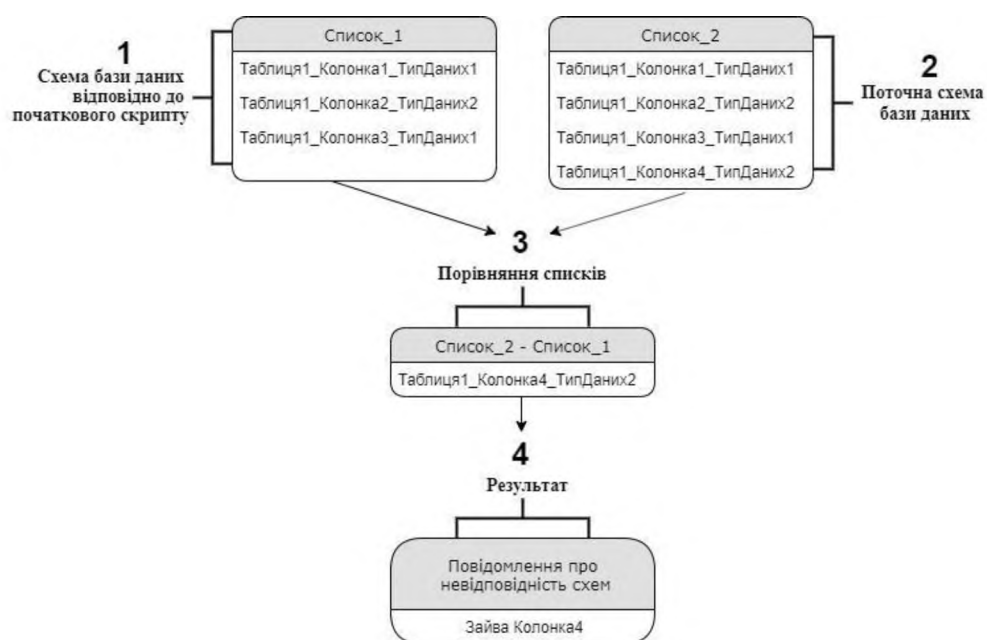 1
Схема бази даних
відповідно до
початкового скрипту
Список_1
Таблиця1_Колонка1_ТипДаних1
Таблиця1_Колонка2_ТипДаних2
Таблиця1_Колонка3_ТипДаних1
Список_2
Таблиця1_Колонка1_ТипДаних1
Таблиця1_Колонка2_ТипДаних2
Таблиця1_Колонка3_ТипДаних1
Таблиця1_Колонка4_ТипДаних2
2
Поточна схема
бази даних
3
Порівняння списків
Список_2 - Список_1
Таблиця1_Колонка4_ТипДаних2
4
Результат
Повідомлення про
невідповідність схем
Зайва Колонка4